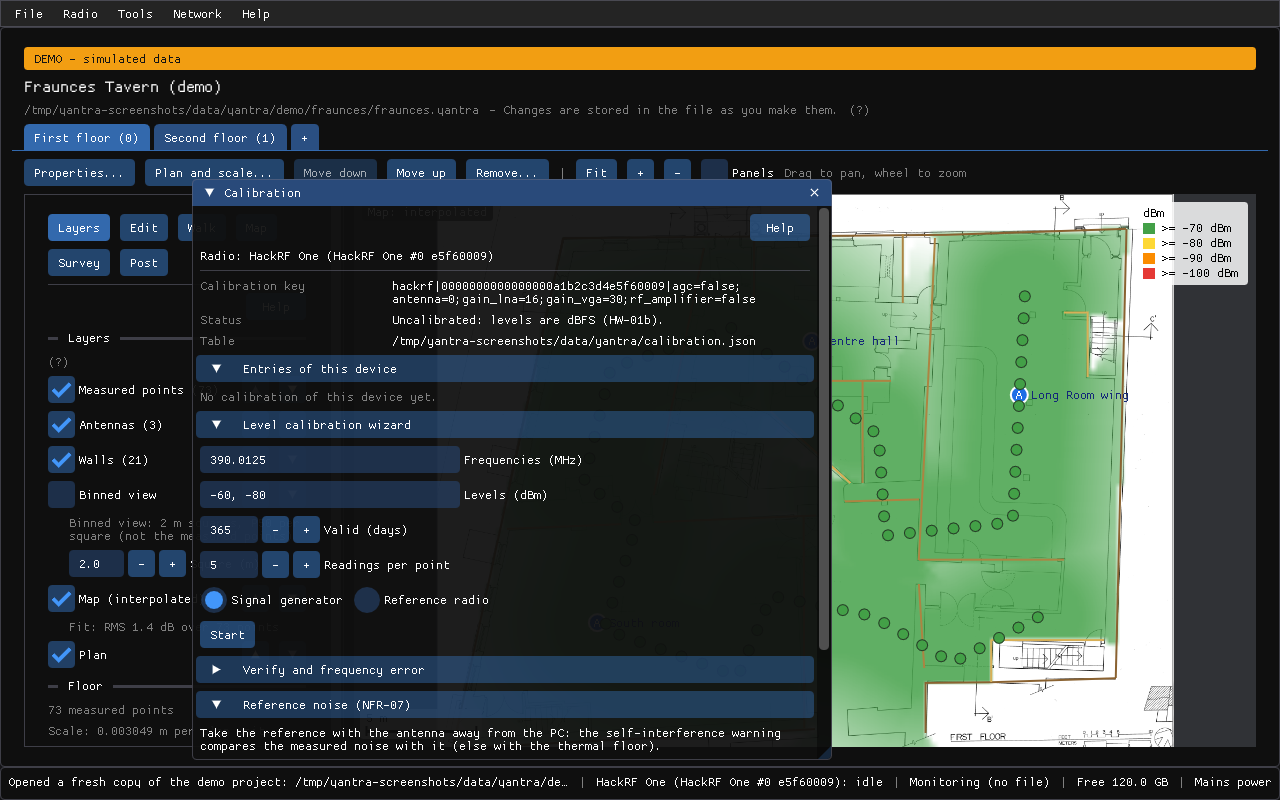 File Radio Tools Network Help
DEMO - simulated data
Fraunces Tavern (demo)
/tmp/yantra-screenshots/data/yantra/demo/fraunces/fraunces.yantra - Changes are stored in the file as you make them. (?)
First floor (0) Second floor (1) +
Properties... Plan and scale... Move down Move up Remove... | Fit + - Panels Drag to pan, wheel to zoom
Calibration
Layers Edit Walk Map
Survey Post
Help
Map: interpolated
Layers
(?)
Measured points
Antennas (3)
Walls (21)
Binned view
Binned view: 2 m s
square (not the me
2.0 - +
Map (interpolate
Fit: RMS 1.4 dB ov
Plan
Floor
73 measured points
Scale: 0.003049 m per
Help
Radio: HackRF One (HackRF One #0 e5f60009)
Calibration key hackrf|0000000000000000a1b2c3d4e5f60009|agc=false;
antenna=0;gain_lna=16;gain_vga=30;rf_amplifier=false
Status Uncalibrated: levels are dBFS (HW-01b).
Table /tmp/yantra-screenshots/data/yantra/calibration.json
Entries of this device
No calibration of this device yet.
Level calibration wizard
390.0125 Frequencies (MHz)
-60, -80 Levels (dBm)
365 - + Valid (days)
5 - + Readings per point
Signal generator Reference radio
Start
Verify and frequency error
Reference noise (NFR-07)
Take the reference with the antenna away from the PC: the self-interference warning
compares the measured noise with it (else with the thermal floor).
dBm
>= -70 dBm
>= -80 dBm
>= -90 dBm
>= -100 dBm
B
C'
entre hall
A Long Room wing
UP
B'
FIRST FLOOR
FEET
METERS
Opened a fresh copy of the demo project: /tmp/yantra-screenshots/data/yantra/de… | HackRF One (HackRF One #0 e5f60009): idle | Monitoring (no file) | Free 120.0 GB | Mains power